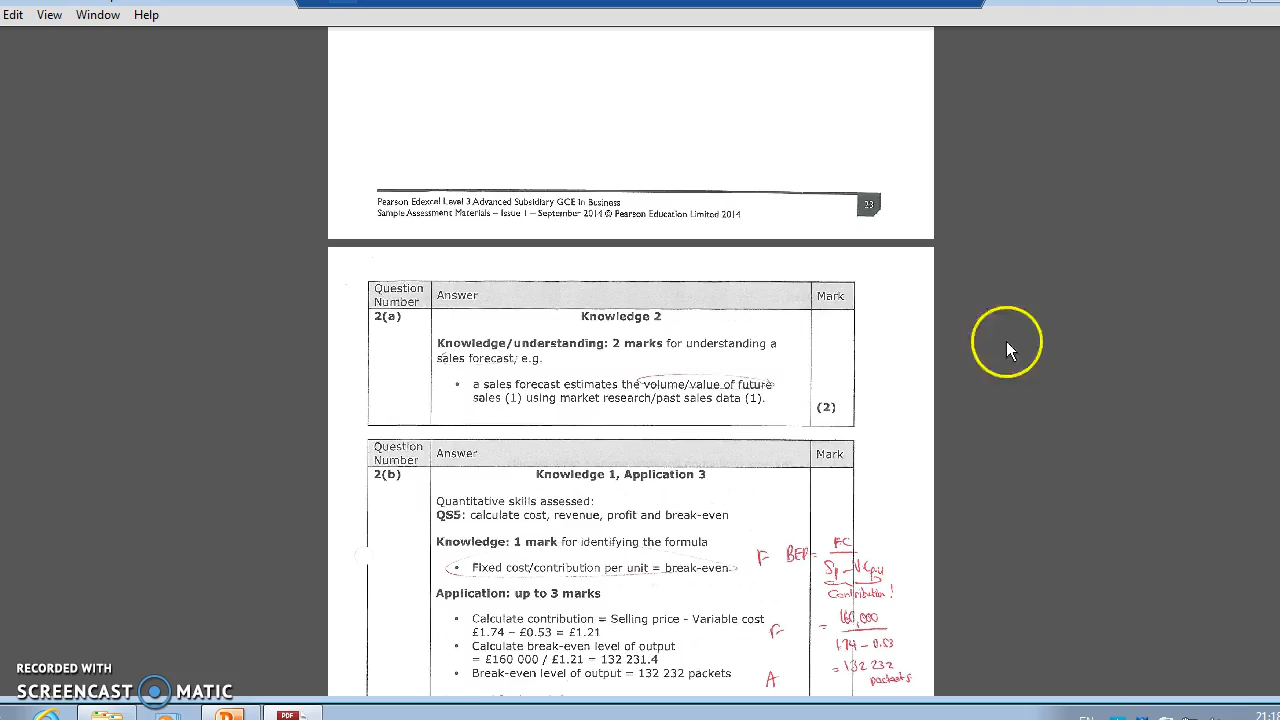 Edit View Window Help
Pearson Edexcel Level 3 Advanced Subsidiary GCE in Business
Sample Assessment Materials – Issue 1 – September 2014 © Pearson Education Limited 2014
23
Question Number Answer Mark
2(a) Knowledge 2
Knowledge/understanding: 2 marks for understanding a
sales forecast, e.g.
• a sales forecast estimates the volume/value of future
sales (1) using market research/past sales data (1).
(2)
Question Number Answer Mark
2(b) Knowledge 1, Application 3
Quantitative skills assessed:
QS5: calculate cost, revenue, profit and break-even
Knowledge: 1 mark for identifying the formula
• Fixed cost/contribution per unit = break-even
F BEP = FC
Sp – VCpu
Contribution!
Application: up to 3 marks
• Calculate contribution = Selling price - Variable cost
£1.74 – £0.53 = £1.21
F = 160,000
1.74 – 0.53
• Calculate break-even level of output
= £160 000 / £1.21 – 132 231.4
• Break-even level of output = 132 232 packets
A = 132 232
packets
RECORDED WITH
SCREENCAST MATIC
PDF
EN
21:18